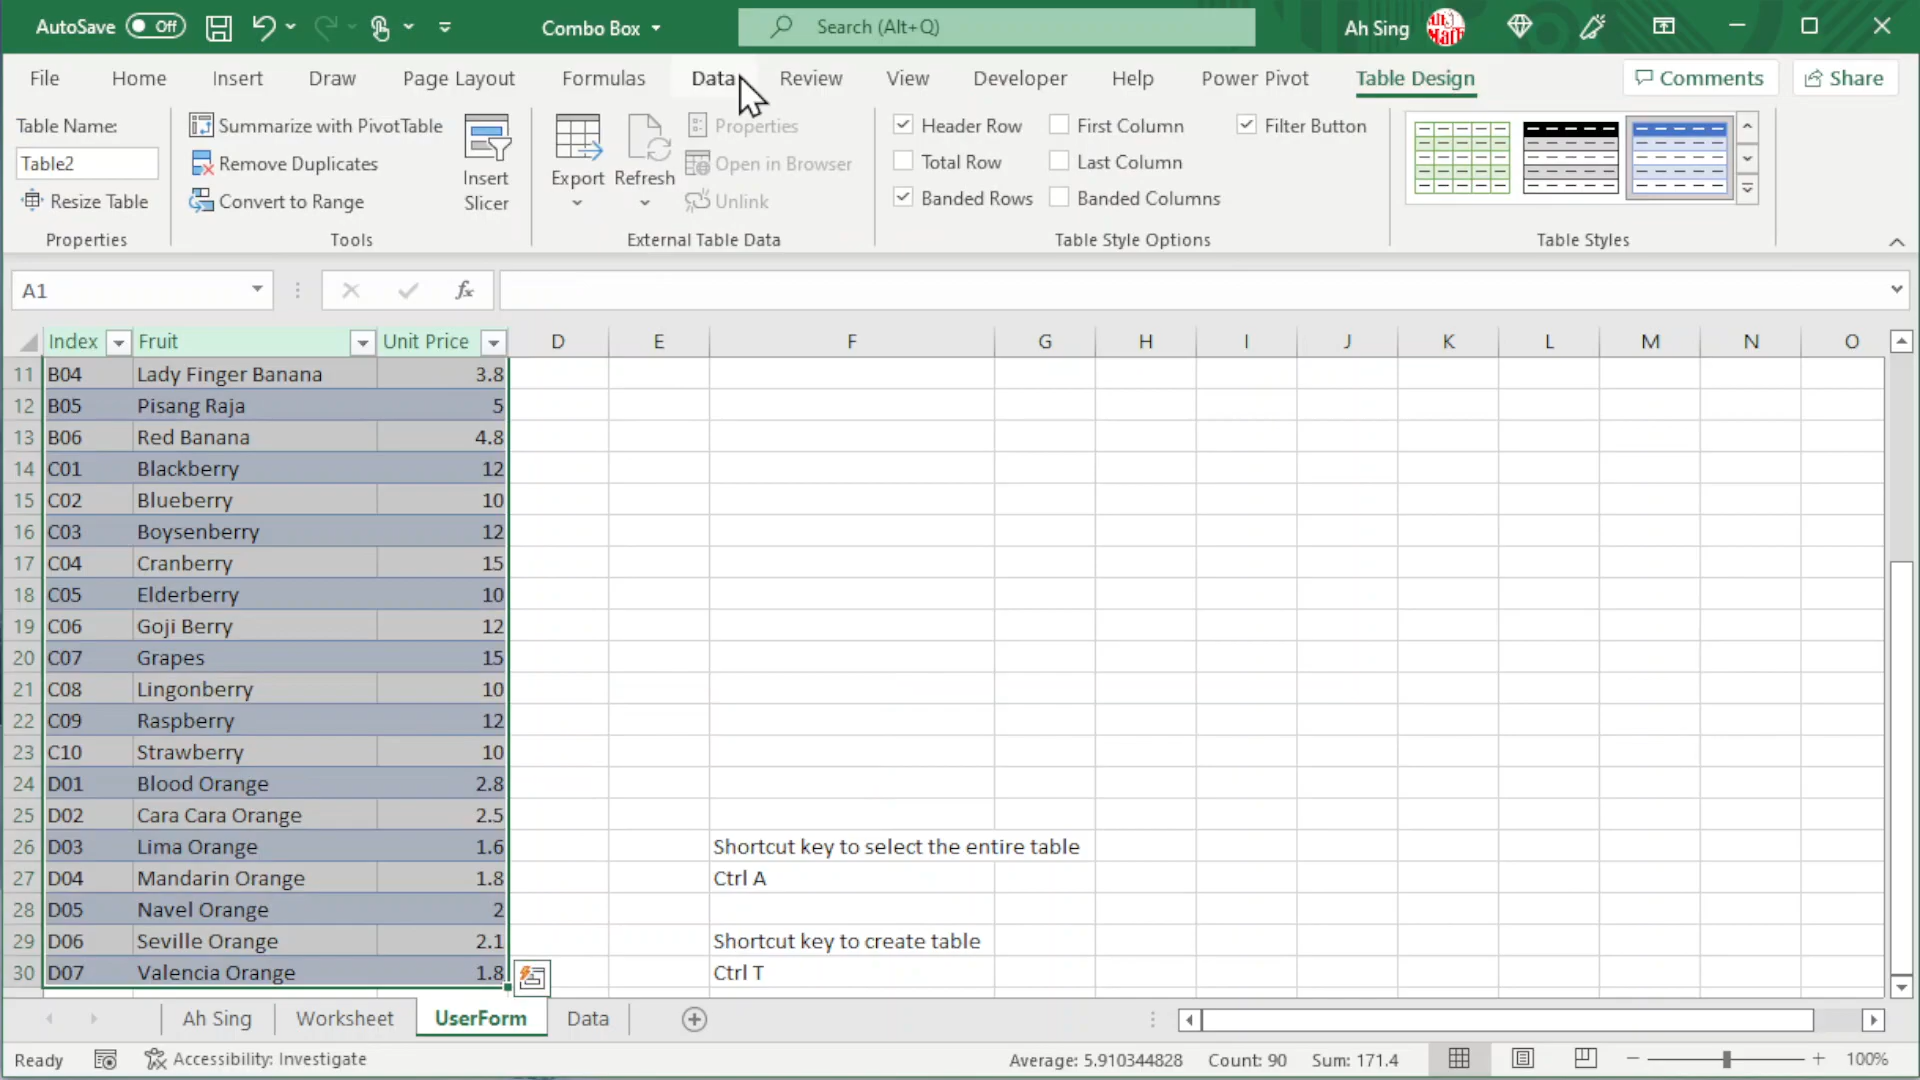 AutoSave Off Combo Box Search (Alt+Q) Ah Sing
File Home Insert Draw Page Layout Formulas Data Review View Developer Help Power Pivot Table Design Comments Share
Table Name:
Table2
Resize Table
Properties
Summarize with PivotTable
Remove Duplicates
Convert to Range
Insert
Slicer
Tools
Export
Refresh
Properties
Open in Browser
Unlink
External Table Data
Header Row First Column Filter Button
Total Row Last Column
Banded Rows Banded Columns
Table Style Options
Table Styles
A1 fx
Index Fruit Unit Price D E F G H I J K L M N O
11 B04 Lady Finger Banana 3.8
12 B05 Pisang Raja 5
13 B06 Red Banana 4.8
14 C01 Blackberry 12
15 C02 Blueberry 10
16 C03 Boysenberry 12
17 C04 Cranberry 15
18 C05 Elderberry 10
19 C06 Goji Berry 12
20 C07 Grapes 15
21 C08 Lingonberry 10
22 C09 Raspberry 12
23 C10 Strawberry 10
24 D01 Blood Orange 2.8
25 D02 Cara Cara Orange 2.5
26 D03 Lima Orange 1.6 Shortcut key to select the entire table
27 D04 Mandarin Orange 1.8 Ctrl A
28 D05 Navel Orange 2
29 D06 Seville Orange 2.1 Shortcut key to create table
30 D07 Valencia Orange 1.8 Ctrl T
Ah Sing Worksheet UserForm Data
Ready Accessibility: Investigate Average: 5.910344828 Count: 90 Sum: 171.4 100%